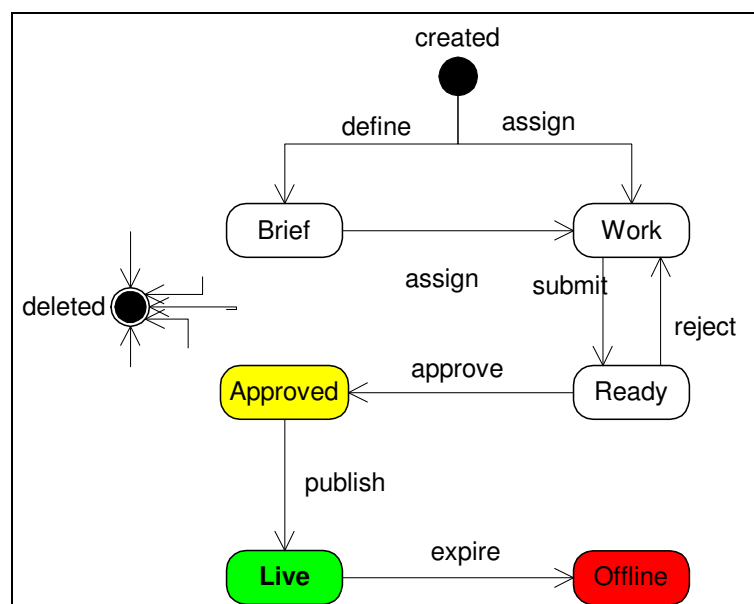 created
define
assign
Brief
Work
assign
submit
deleted
reject
approve
Approved
Ready
publish
expire
Live
Offline